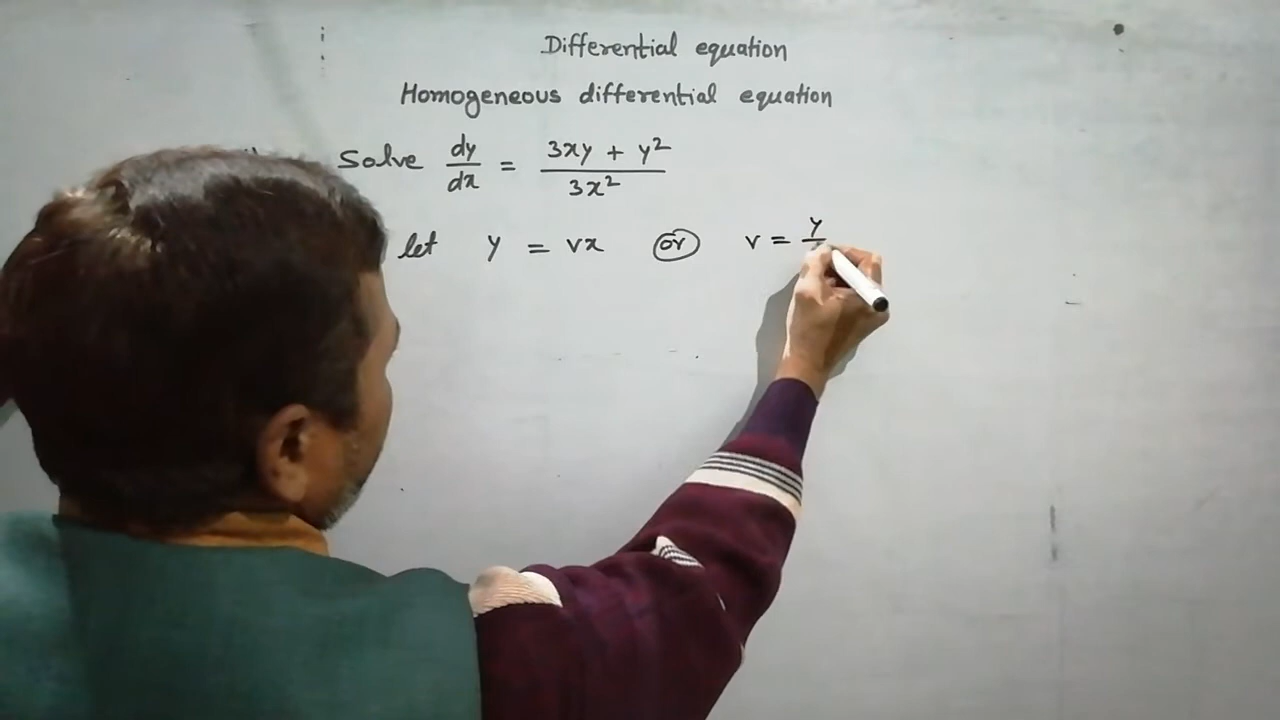 Differential equation
Homogeneous differential equation
Solve dy/dx = 3xy + y²/3x²
let y = vx or v = y